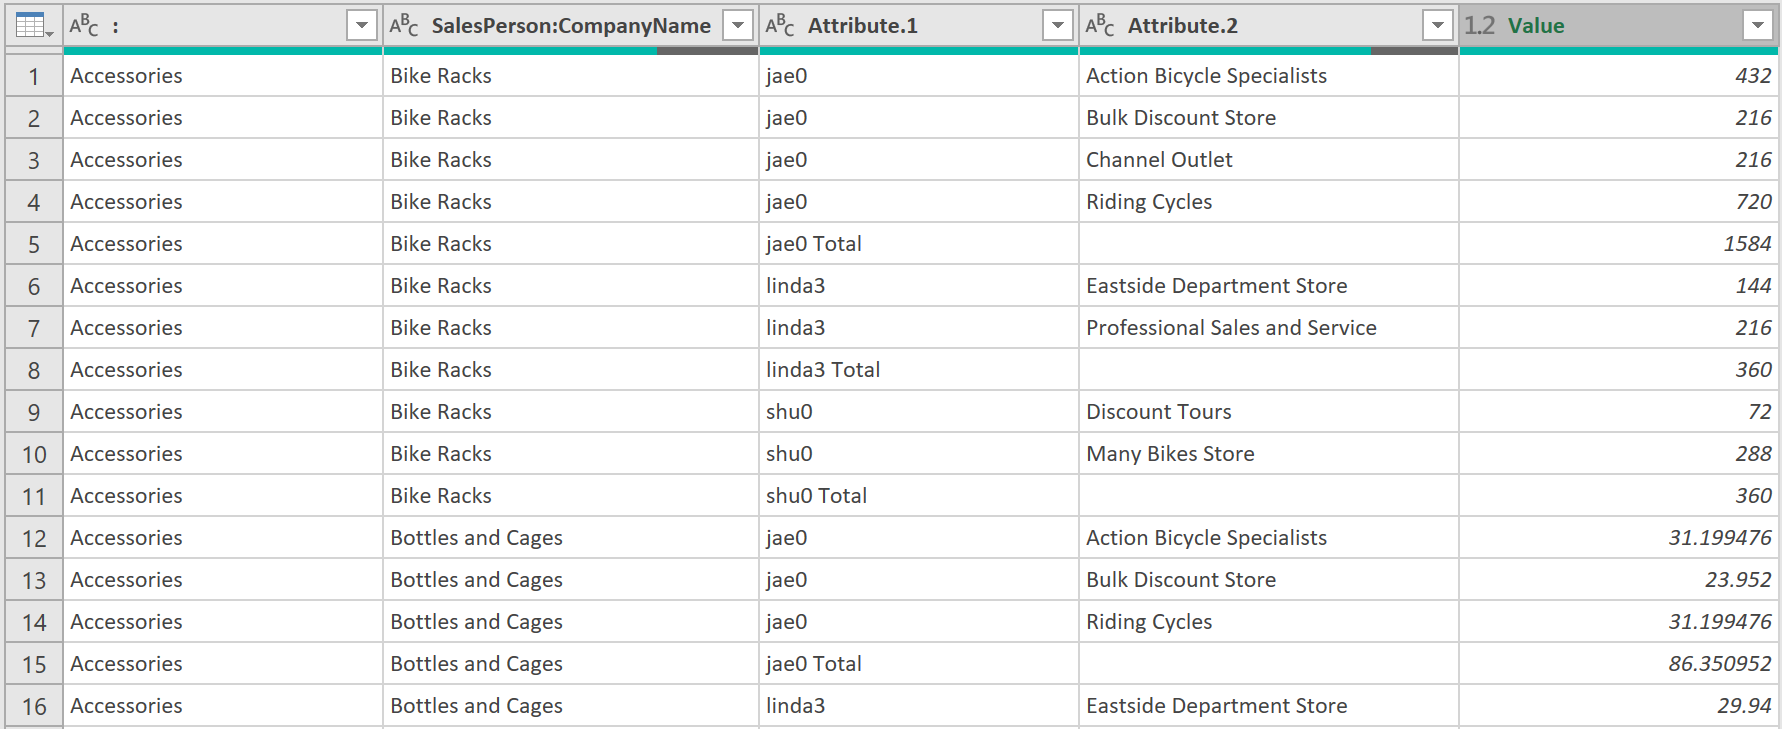 ABC : ABC SalesPerson:CompanyName ABC Attribute.1 ABC Attribute.2 1.2 Value
1 Accessories Bike Racks jae0 Action Bicycle Specialists 432
2 Accessories Bike Racks jae0 Bulk Discount Store 216
3 Accessories Bike Racks jae0 Channel Outlet 216
4 Accessories Bike Racks jae0 Riding Cycles 720
5 Accessories Bike Racks jae0 Total 1584
6 Accessories Bike Racks linda3 Eastside Department Store 144
7 Accessories Bike Racks linda3 Professional Sales and Service 216
8 Accessories Bike Racks linda3 Total 360
9 Accessories Bike Racks shu0 Discount Tours 72
10 Accessories Bike Racks shu0 Many Bikes Store 288
11 Accessories Bike Racks shu0 Total 360
12 Accessories Bottles and Cages jae0 Action Bicycle Specialists 31.199476
13 Accessories Bottles and Cages jae0 Bulk Discount Store 23.952
14 Accessories Bottles and Cages jae0 Riding Cycles 31.199476
15 Accessories Bottles and Cages jae0 Total 86.350952
16 Accessories Bottles and Cages linda3 Eastside Department Store 29.94